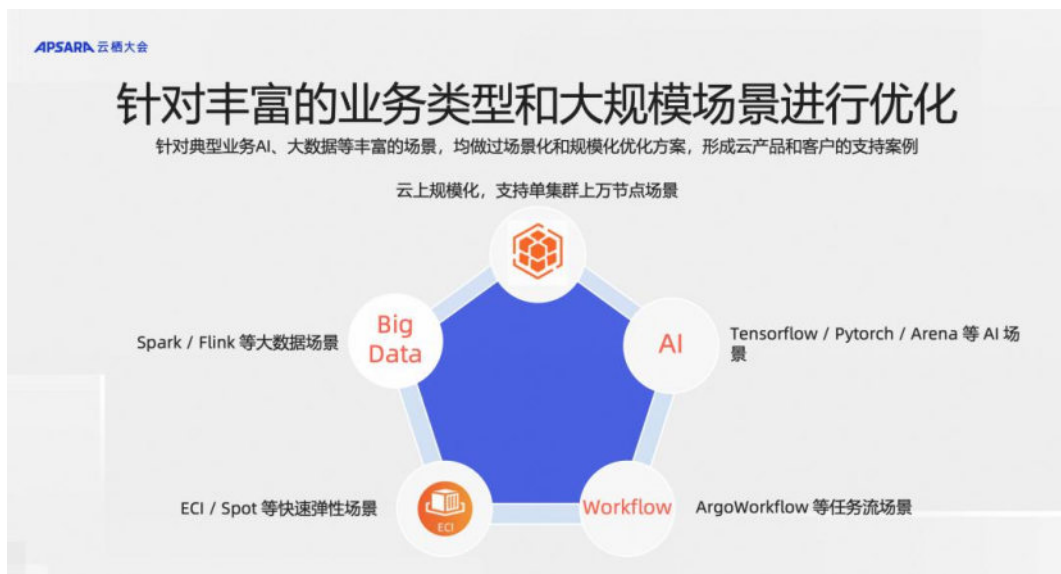 APSARA 云栖大会
针对丰富的业务类型和大规模场景进行优化
针对典型业务AI、大数据等丰富的场景，均做过场景化和规模化优化方案，形成云产品和客户的支持案例
云上规模化，支持单集群上万节点场景
Spark / Flink 等大数据场景
Big
Data
AI
Tensorflow / Pytorch / Arena 等 AI 场
景
ECI / Spot 等快速弹性场景
ECI
Workflow
ArgoWorkflow 等任务流场景